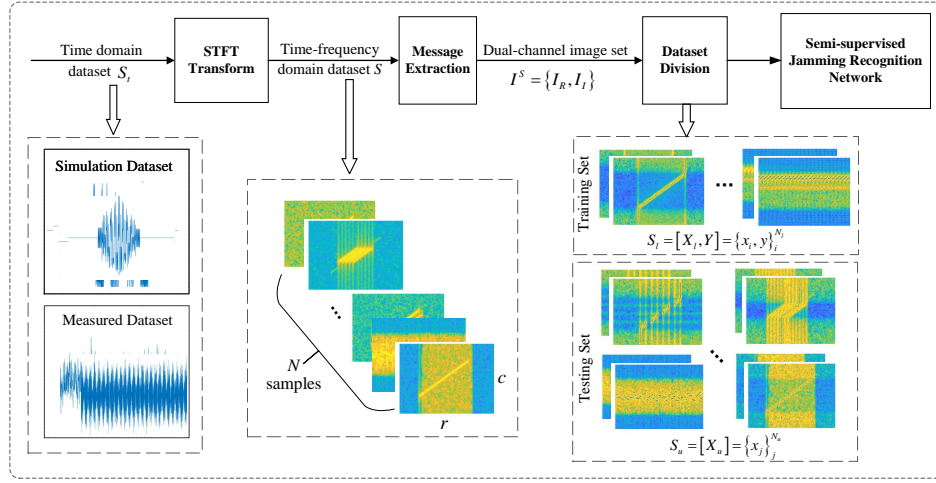 Time domain
dataset S_t
STFT
Transform
Time-frequency
domain dataset S
Message
Extraction
Dual-channel image set
I^S = {I_R, I_I}
Dataset
Division
Semi-supervised
Jamming Recognition
Network
Simulation Dataset
Measured Dataset
...
N
samples
c
r
Training Set
...
S_l = [X_l, Y] = {x_i, y}_i^{N_l}
Testing Set
...
S_u = [X_u] = {x_j}_j^{N_u}